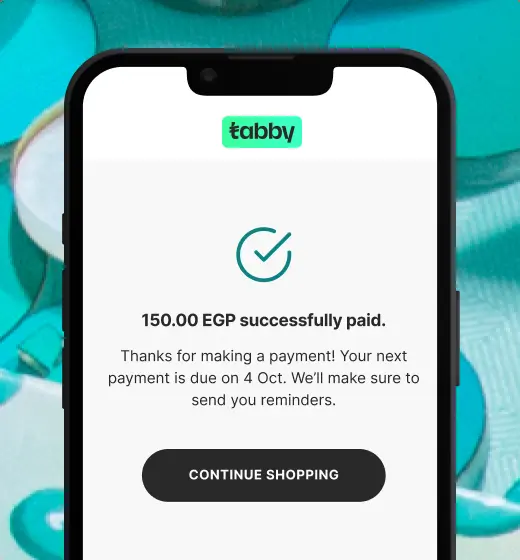 tabby
150.00 EGP successfully paid.
Thanks for making a payment! Your next
payment is due on 4 Oct. We’ll make sure to
send you reminders.
CONTINUE SHOPPING